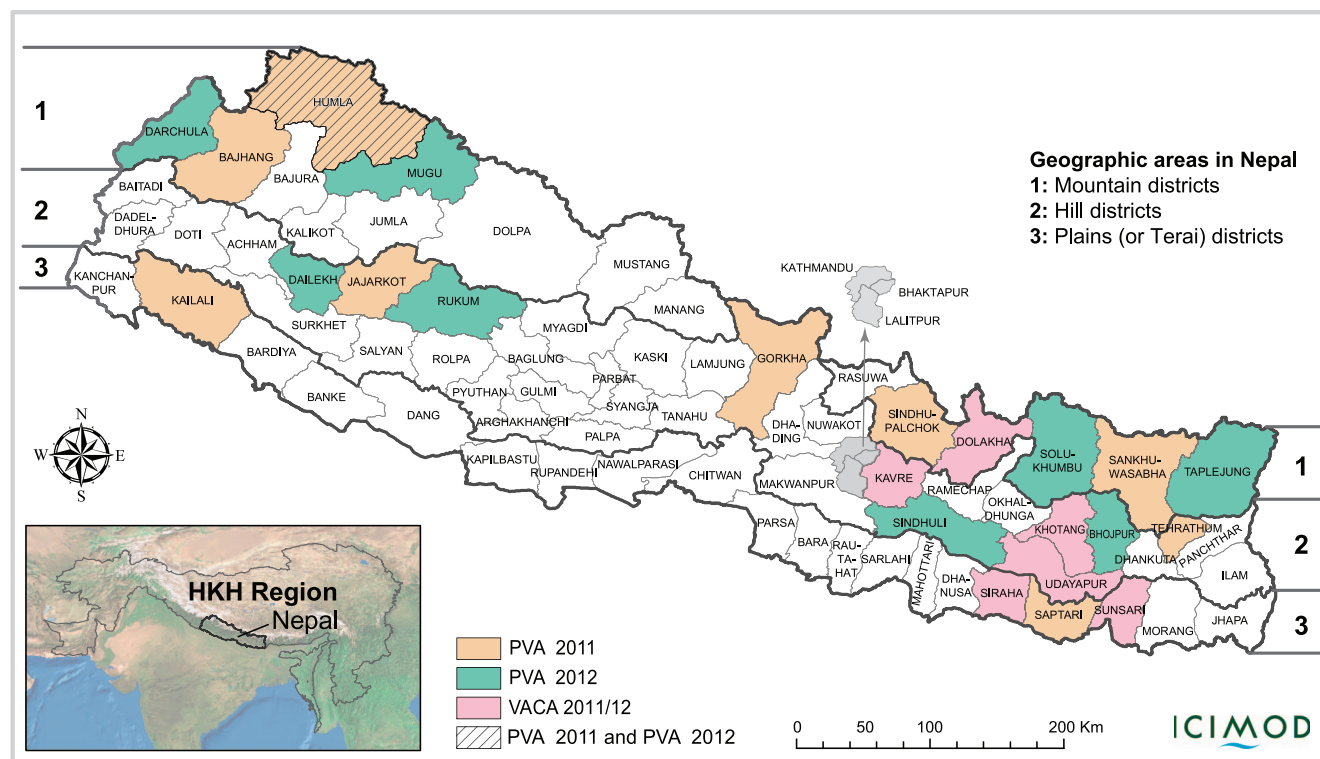 1
2
3
HUMLA
DARCHULA
BAJHANG
MUGU
BAJURA
BAITADI
DADEL-
DHURA
DOTI
ACHHAM
KALIKOT
JUMLA
DOLPA
KANCHAN-
PUR
KAILALI
DAILEKH
JAJARKOT
RUKUM
MUSTANG
MANANG
SURKHET
BARDIYA
SALYAN
ROLPA
MYAGDI
BAGLUNG
KASKI
LAMJUNG
GORKHA
PARBAT
BANKE
DANG
PYUTHAN
GULMI
SYANGJA
TANAHU
ARGHAKHANCHI
PALPA
KAPILBASTU
RUPANDEHI
NAWALPARASI
CHITWAN
Geographic areas in Nepal
1: Mountain districts
2: Hill districts
3: Plains (or Terai) districts
KATHMANDU
BHAKTAPUR
LALITPUR
RASUWA
DHA-
DING
NUWAKOT
SINDHU-
PALCHOK
DOLAKHA
MAKWANPUR
KAVRE
RAMECHAP
SOLU-
KHUMBU
SANKHU-
WASABHA
TAPLEJUNG
OKHAL-
DHUNGA
SINDHULI
KHOTANG
BHOJPUR
TEHRATHUM
PANCHTHAR
DHANKUTA
ILAM
PARSA
BARA
RAU-
TA-
HAT
SARLAHI
MAHOTTARI
DHA-
NUSA
SIRAHA
UDAYAPUR
SAPTARI
SUNSARI
MORANG
JHAPA
1
2
3
N
W
E
S
HKH Region
Nepal
PVA 2011
PVA 2012
VACA 2011/12
PVA 2011 and PVA 2012
0 50 100 200 Km
ICIMOD